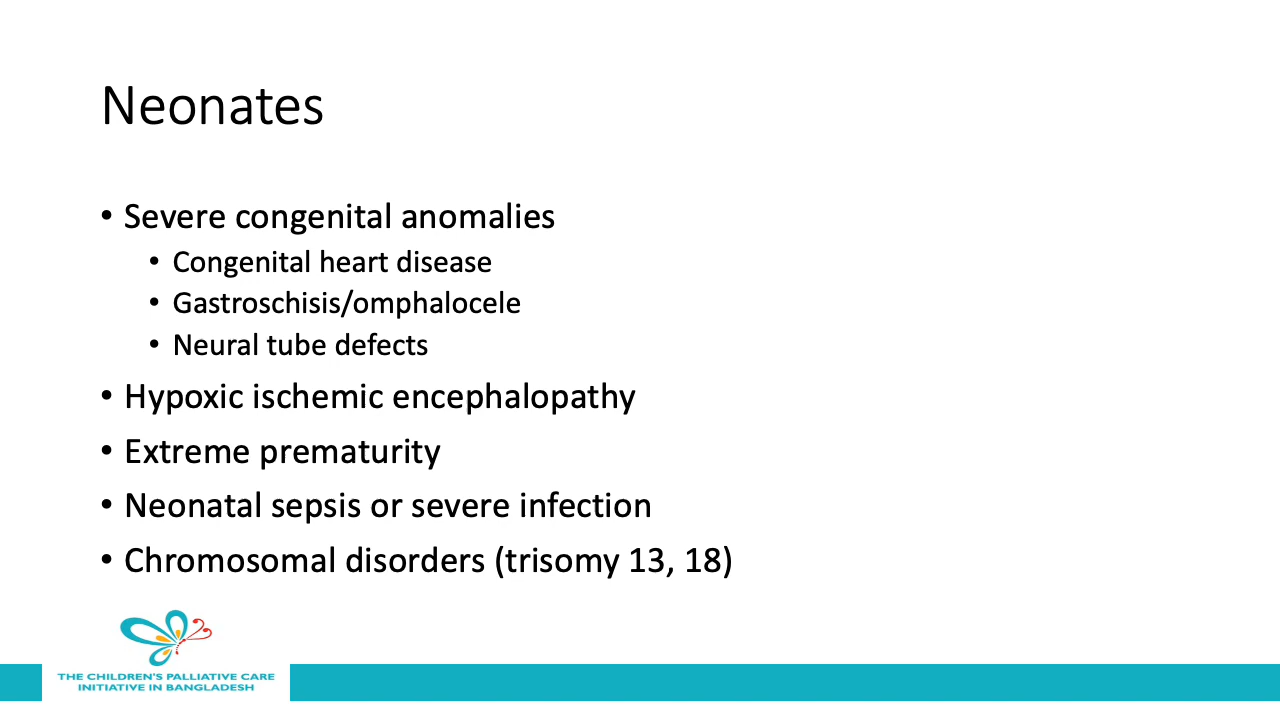 Neonates
• Severe congenital anomalies
• Congenital heart disease
• Gastroschisis/omphalocele
• Neural tube defects
• Hypoxic ischemic encephalopathy
• Extreme prematurity
• Neonatal sepsis or severe infection
• Chromosomal disorders (trisomy 13, 18)
THE CHILDREN'S PALLIATIVE CARE
INITIATIVE IN BANGLADESH